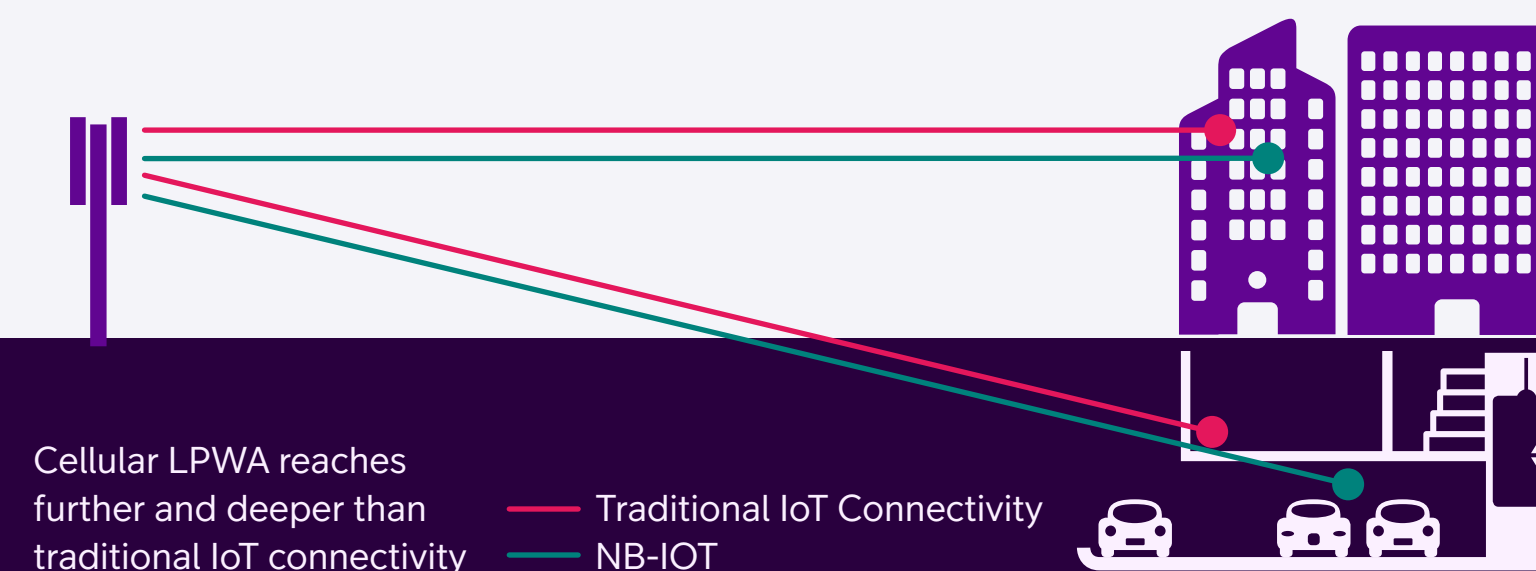 Cellular LPWA reaches
further and deeper than
traditional IoT connectivity
Traditional IoT Connectivity
NB-IOT